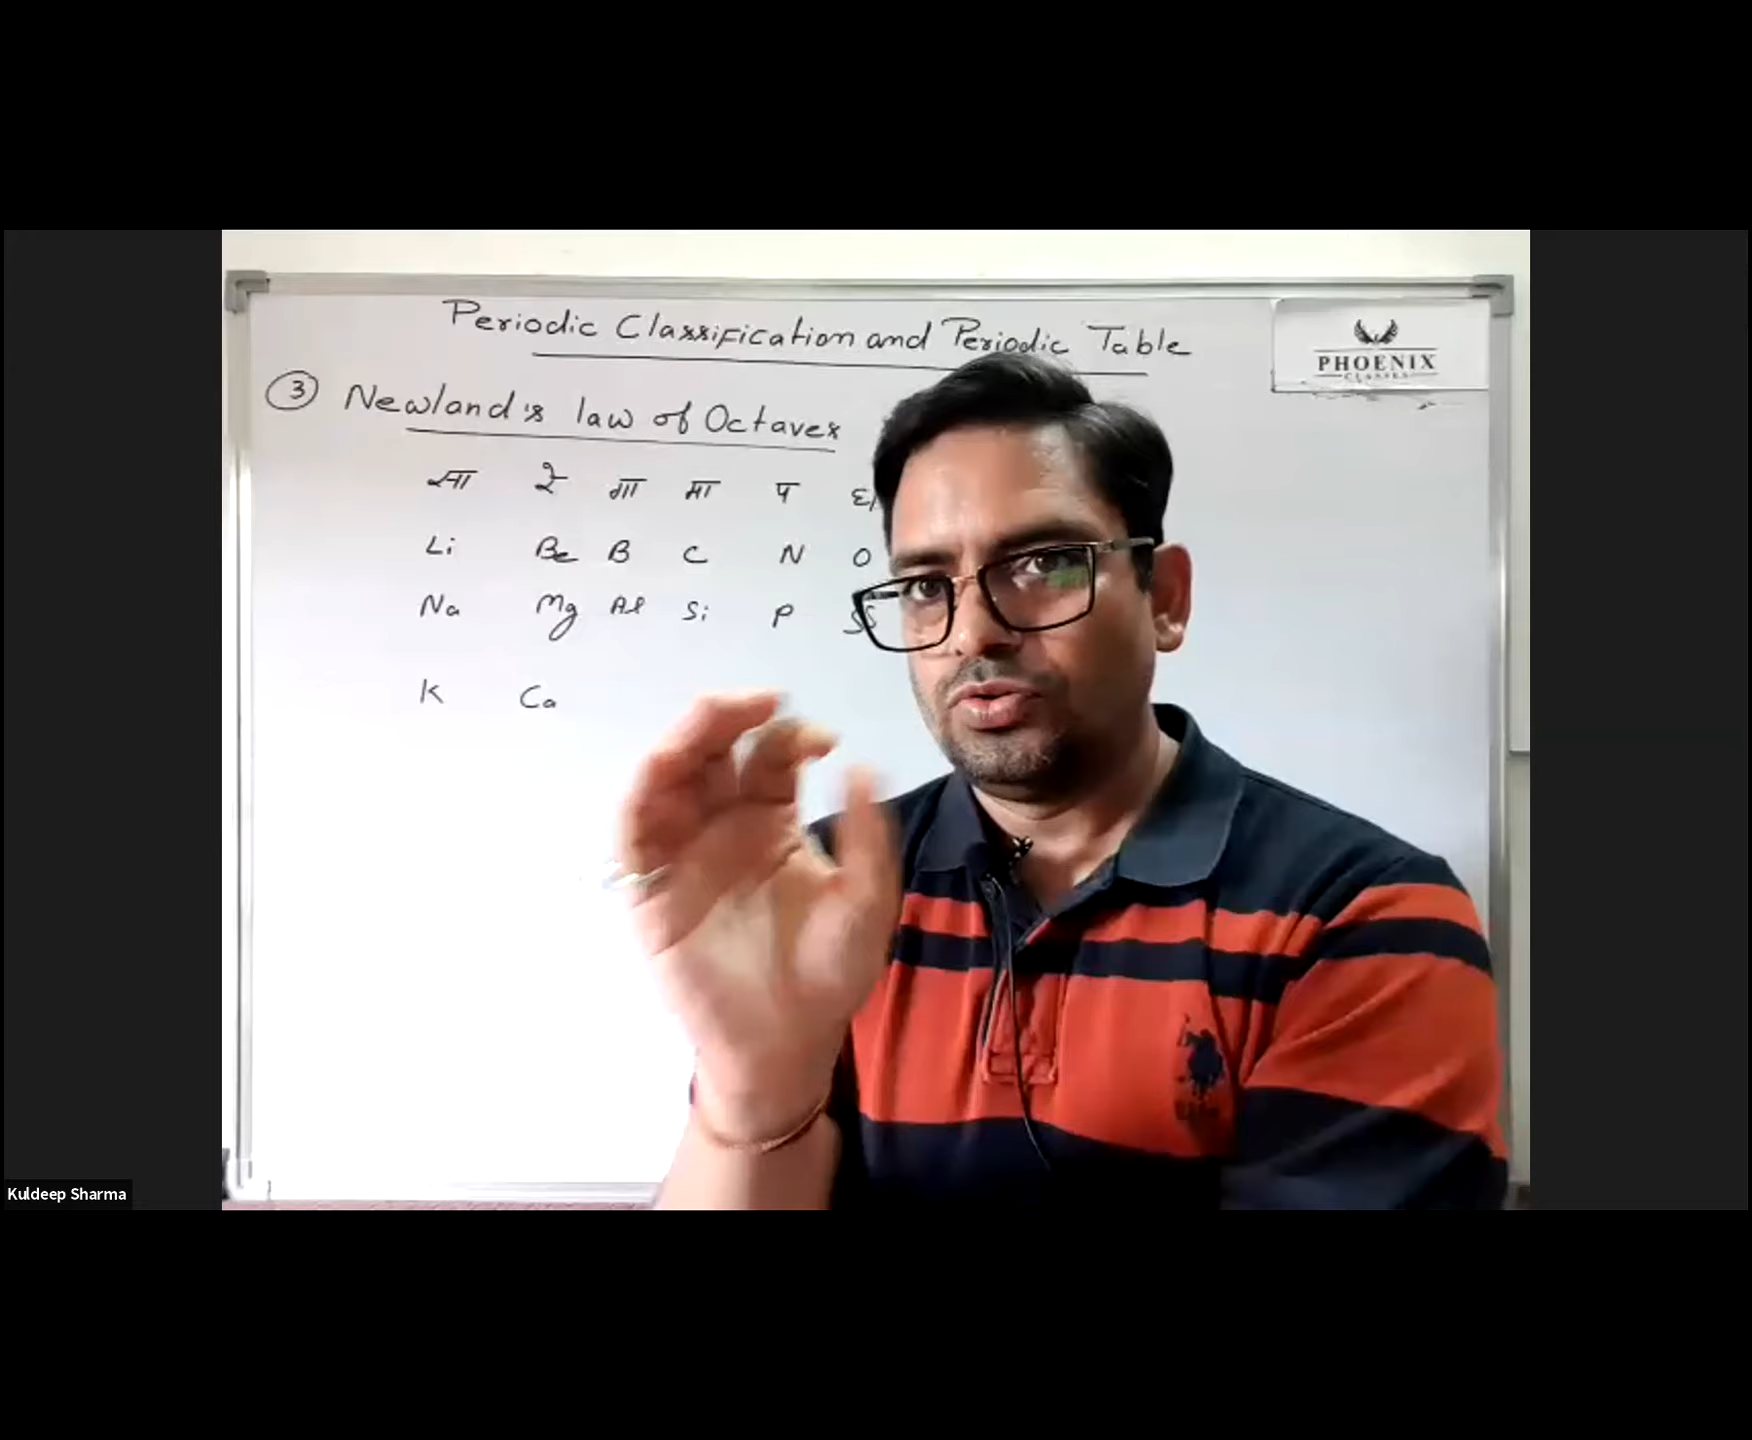 Periodic Classification and Periodic Table
PHOENIX
CLASSES
③ Newland's law of Octaves
सा रे गा मा प ध
Li Be B C N O
Na Mg Al Si P S
K Ca
Kuldeep Sharma